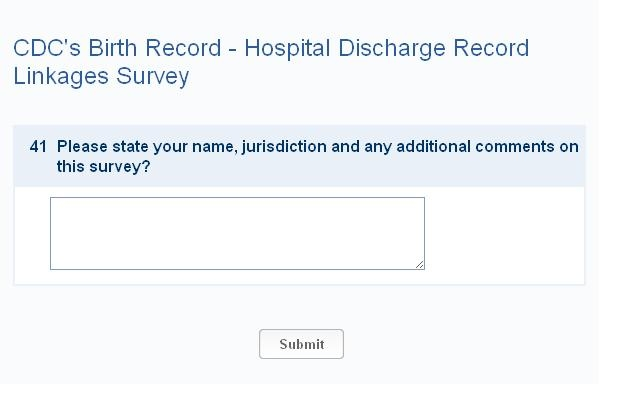 CDC's Birth Record - Hospital Discharge Record
Linkages Survey
41 Please state your name, jurisdiction and any additional comments on
this survey?
Submit